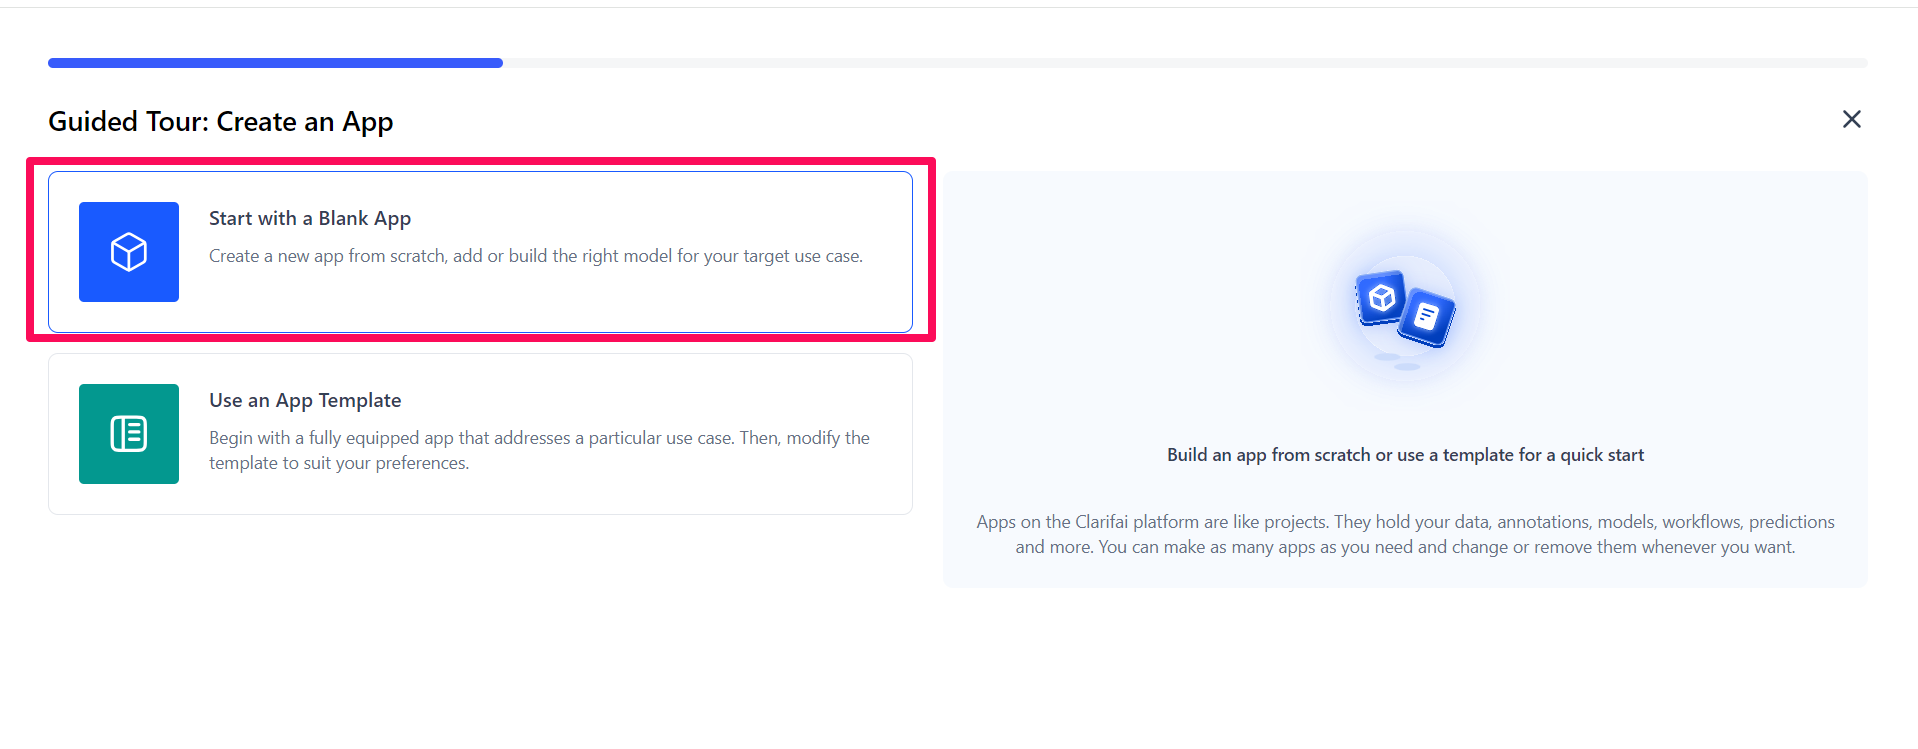 Guided Tour: Create an App
Start with a Blank App
Create a new app from scratch, add or build the right model for your target use case.
Use an App Template
Begin with a fully equipped app that addresses a particular use case. Then, modify the
template to suit your preferences.
Build an app from scratch or use a template for a quick start
Apps on the Clarifai platform are like projects. They hold your data, annotations, models, workflows, predictions
and more. You can make as many apps as you need and change or remove them whenever you want.